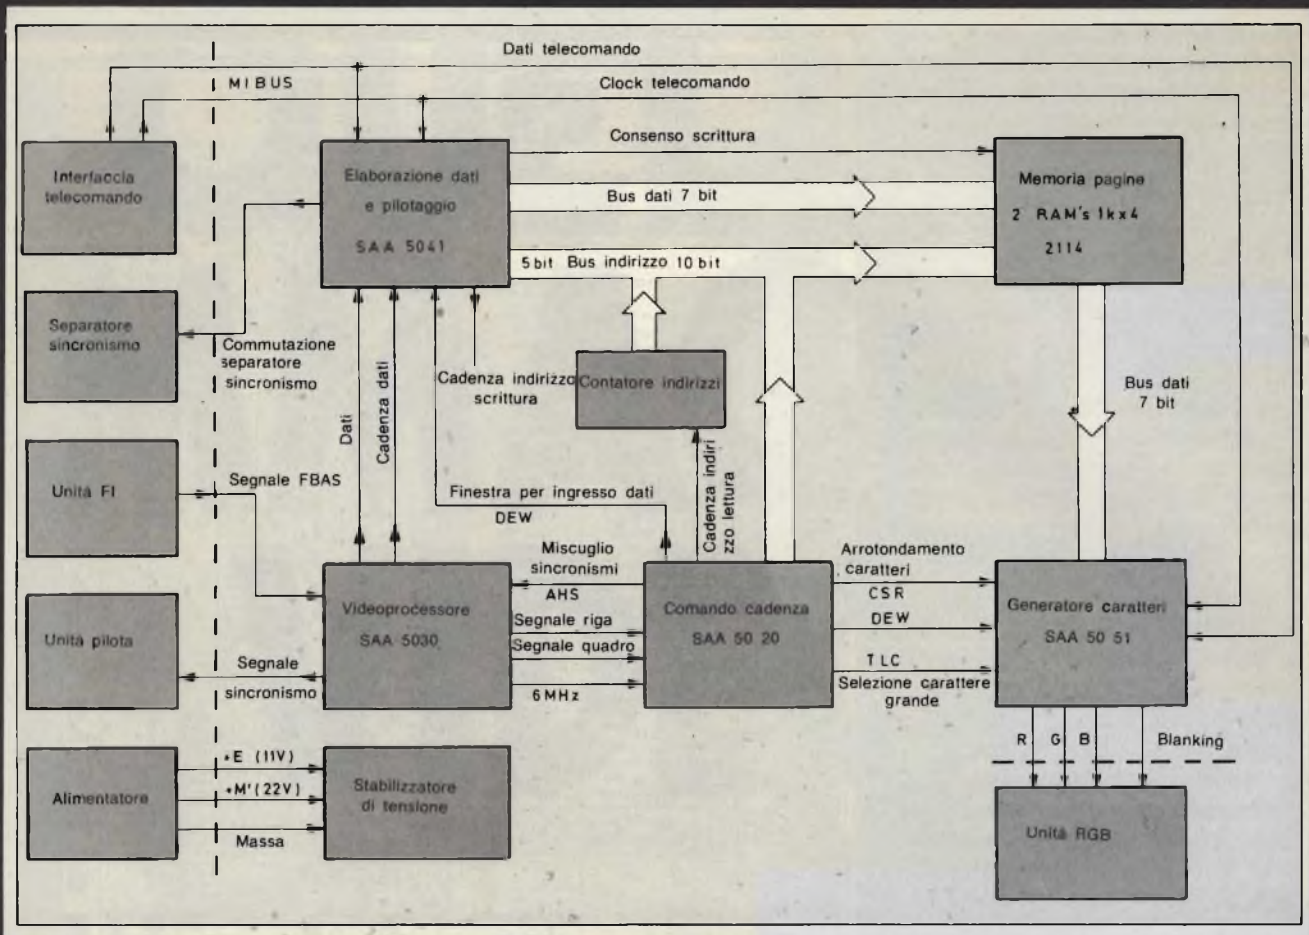 Dati telecomando
MIBUS
Clock telecomando
Interfaccia
telecomando
Elaborazione dati
e pilotaggio
SAA 5041
Consenso scrittura
Bus dati 7 bit
5 bit Bus indirizzo 10 bit
Memoria pagine
2 RAM's 1kx4
2114
Separatore
sincronismo
Commutazione
separatore
sincronismo
Dati
Cadenza dati
Cadenza indirizzo
scrittura
Contatore indirizzi
Bus dati
7 bit
Unità FI
Segnale FBAS
Finestra per ingresso dati
DEW
Cadenza indiri
zzo lettura
Unità pilota
Segnale
sincronismo
Videoprocessore
SAA 5030
Miscuglio
sincronismi
AHS
Segnale riga
Segnale quadro
6MHz
Comando cadenza
SAA 50 20
Arrotondamento
caratteri
CSR
DEW
TLC
Selezione carattere
grande
Generatore caratteri
SAA 50 51
R G B Blanking
Alimentatore
+E (11V)
+M'(22V)
Massa
Stabilizzatore
di tensione
Unità RGB